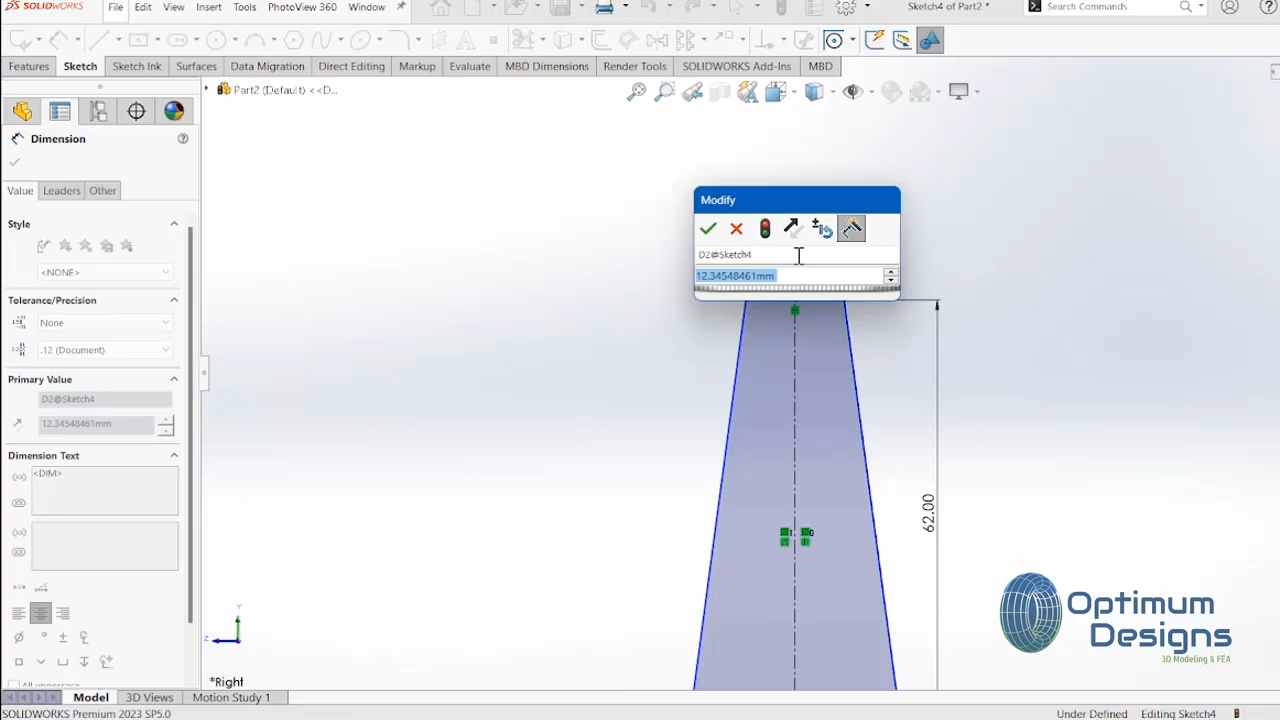 SOLIDWORKS File Edit View Insert Tools PhotoView 360 Window Sketch4 of Part2 * Search Commands
Features Sketch Sketch Ink Surfaces Data Migration Direct Editing Markup Evaluate MBD Dimensions Render Tools SOLIDWORKS Add-Ins MBD
Part2 (Default) <<D...
Dimension
Value Leaders Other
Style
<NONE>
Tolerance/Precision
None
.12 (Document)
Primary Value
D2@Sketch4
12.34548461mm
Dimension Text
<DIM>
All uppercase
Modify
D2@Sketch4
12.34548461mm
62.00
Y
Z
*Right
Optimum
Designs
3D Modeling & FEA
Model 3D Views Motion Study 1
SOLIDWORKS Premium 2023 SP5.0 Under Defined Editing Sketch4